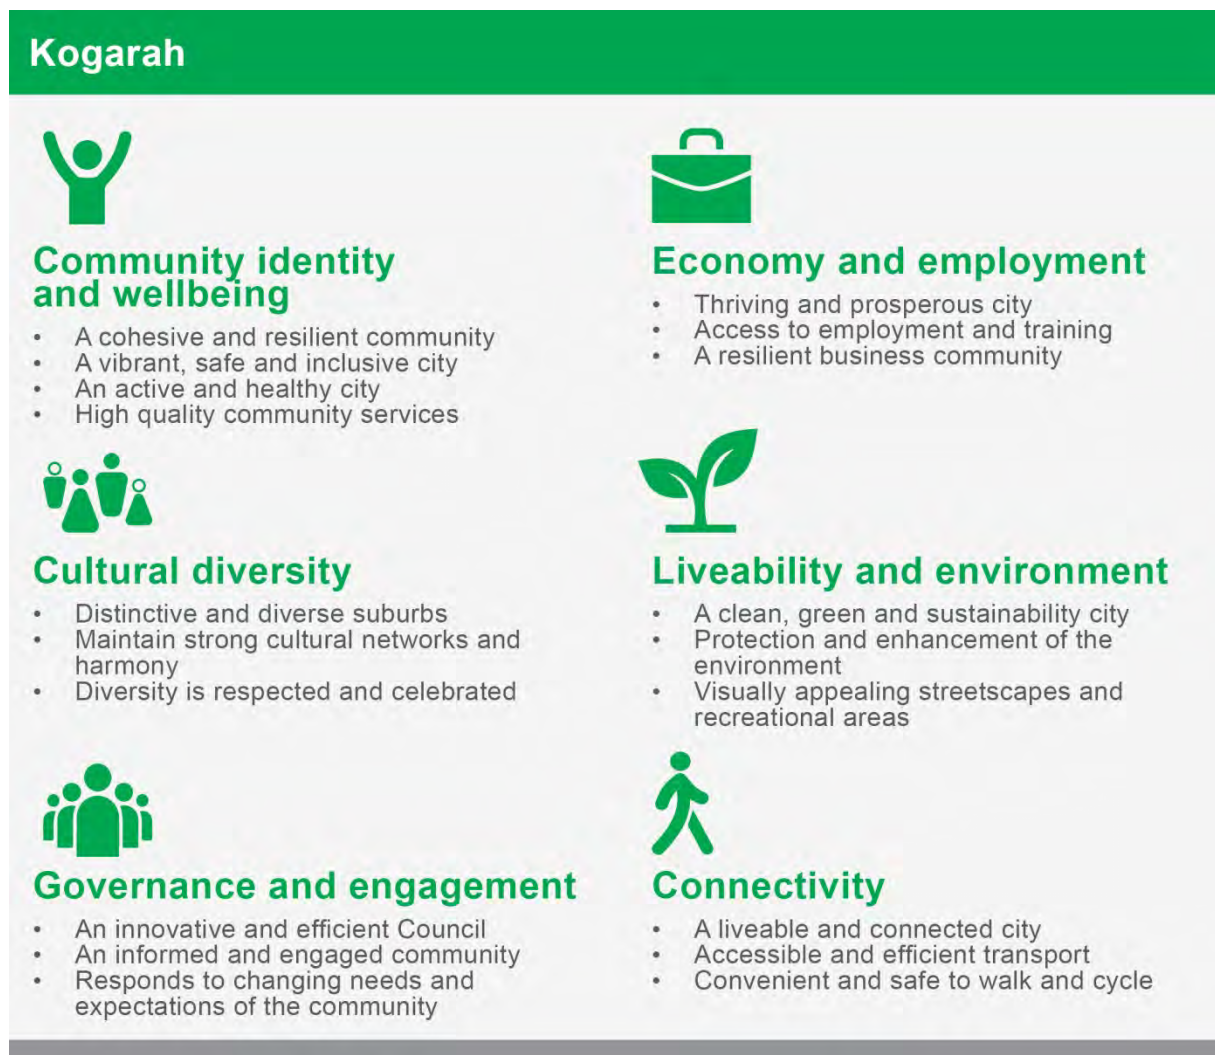 Kogarah
Community identity
and wellbeing
• A cohesive and resilient community
• A vibrant, safe and inclusive city
• An active and healthy city
• High quality community services
Economy and employment
• Thriving and prosperous city
• Access to employment and training
• A resilient business community
Cultural diversity
• Distinctive and diverse suburbs
• Maintain strong cultural networks and
harmony
• Diversity is respected and celebrated
Liveability and environment
• A clean, green and sustainability city
• Protection and enhancement of the
environment
• Visually appealing streetscapes and
recreational areas
Governance and engagement
• An innovative and efficient Council
• An informed and engaged community
• Responds to changing needs and
expectations of the community
Connectivity
• A liveable and connected city
• Accessible and efficient transport
• Convenient and safe to walk and cycle